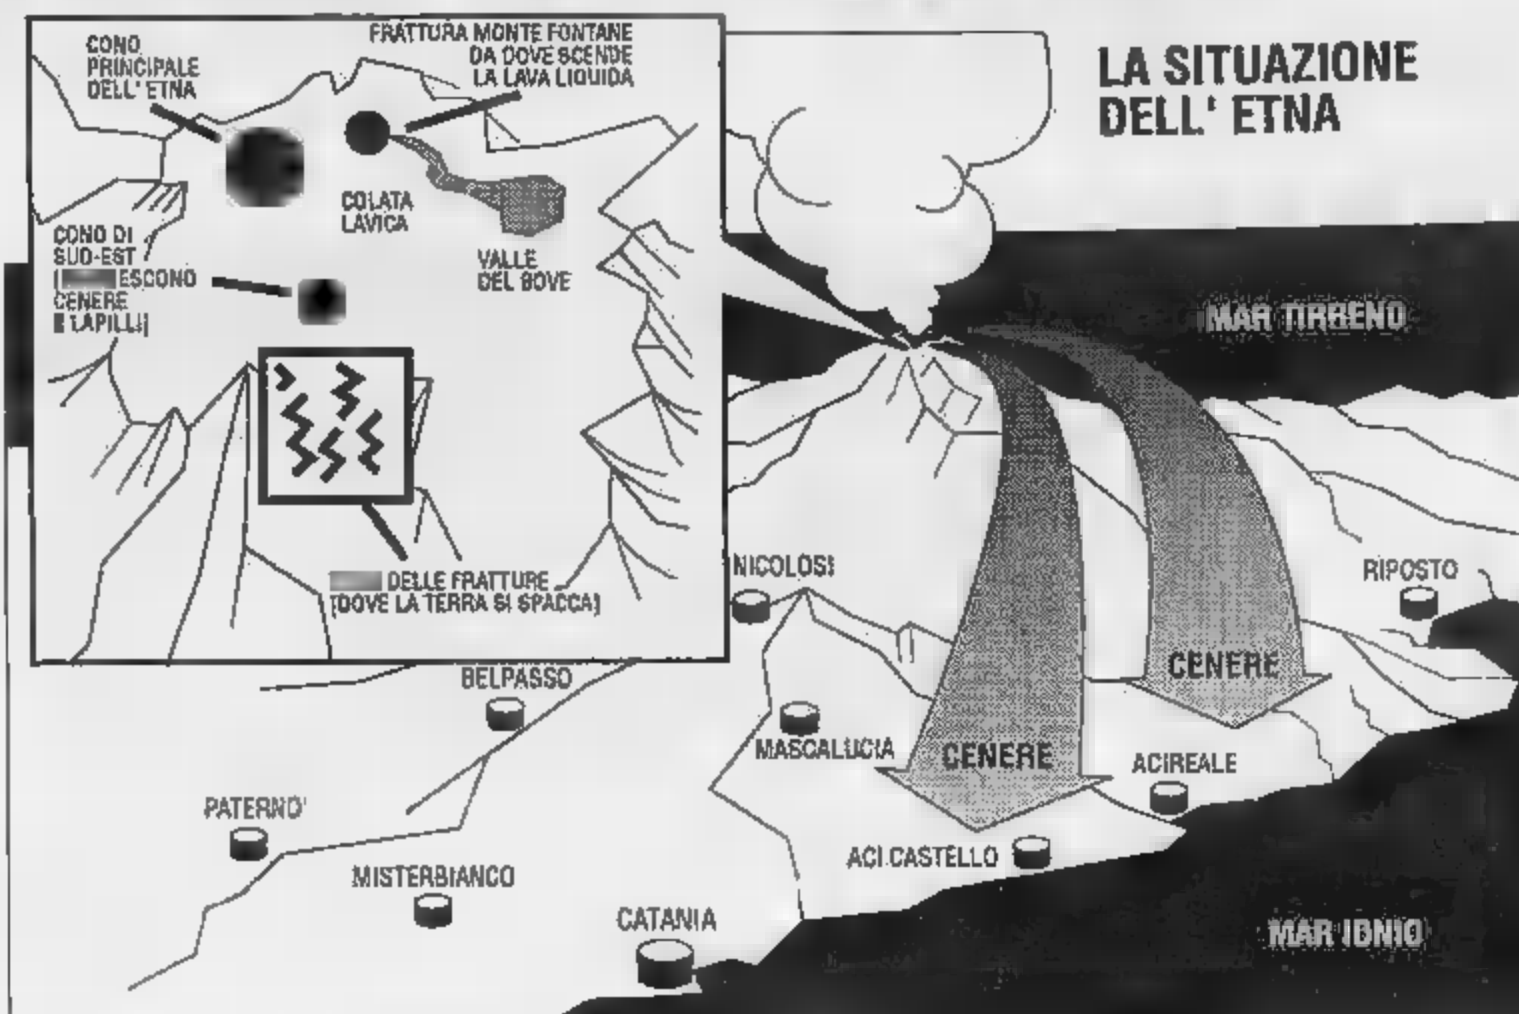 LA SITUAZIONE
DELL' ETNA
CONO
PRINCIPALE
DELL' ETNA
FRATTURA MONTE FONTANE
DA DOVE SCENDE
LA LAVA LIQUIDA
COLATA
LAVICA
VALLE
DEL BOVE
CONO DI
SUD-EST
ESCONO
CENERE
LAPILLI]
DELLE FRATTURE
[DOVE LA TERRA SI SPACCA]
MAR TIRRENO
NICOLOSI
RIPOSTO
BELPASSO
MASCALUCIA
CENERE
CENERE
ACIREALE
PATERNO'
MISTERBIANCO
ACI CASTELLO
CATANIA
MAR IONIO